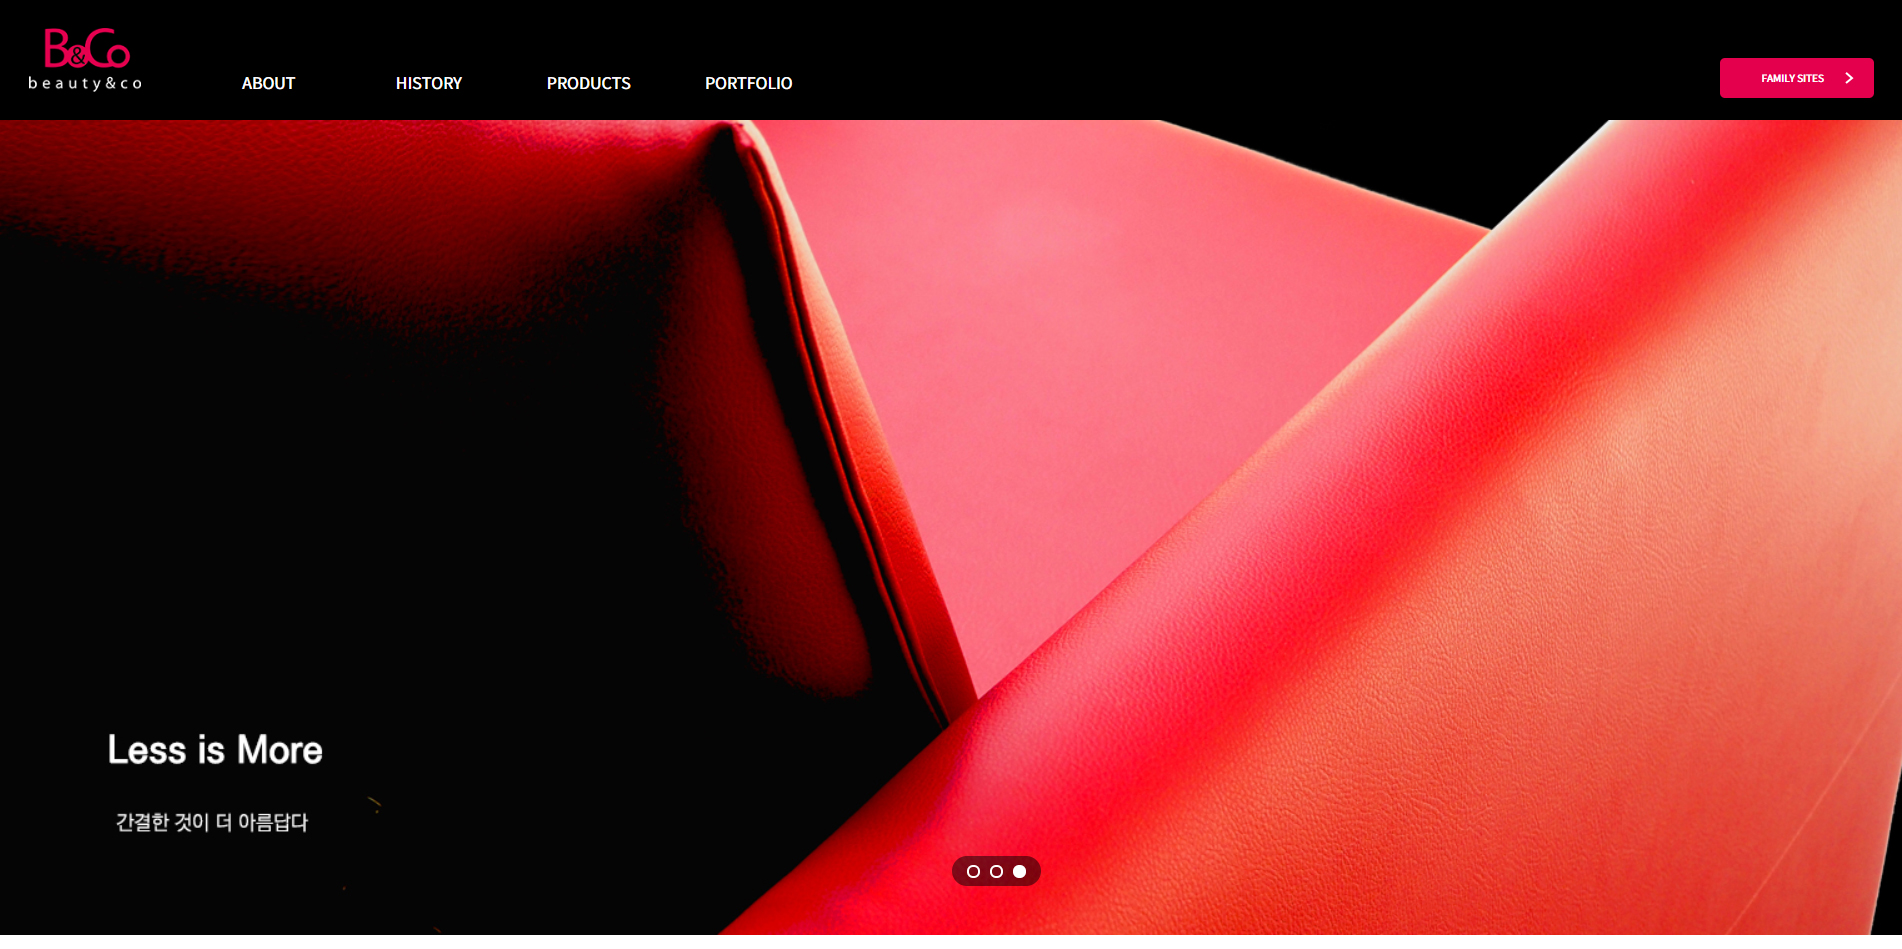 B&Co
beauty&co
ABOUT
HISTORY
PRODUCTS
PORTFOLIO
FAMILY SITES
Less is More
간결한 것이 더 아름답다